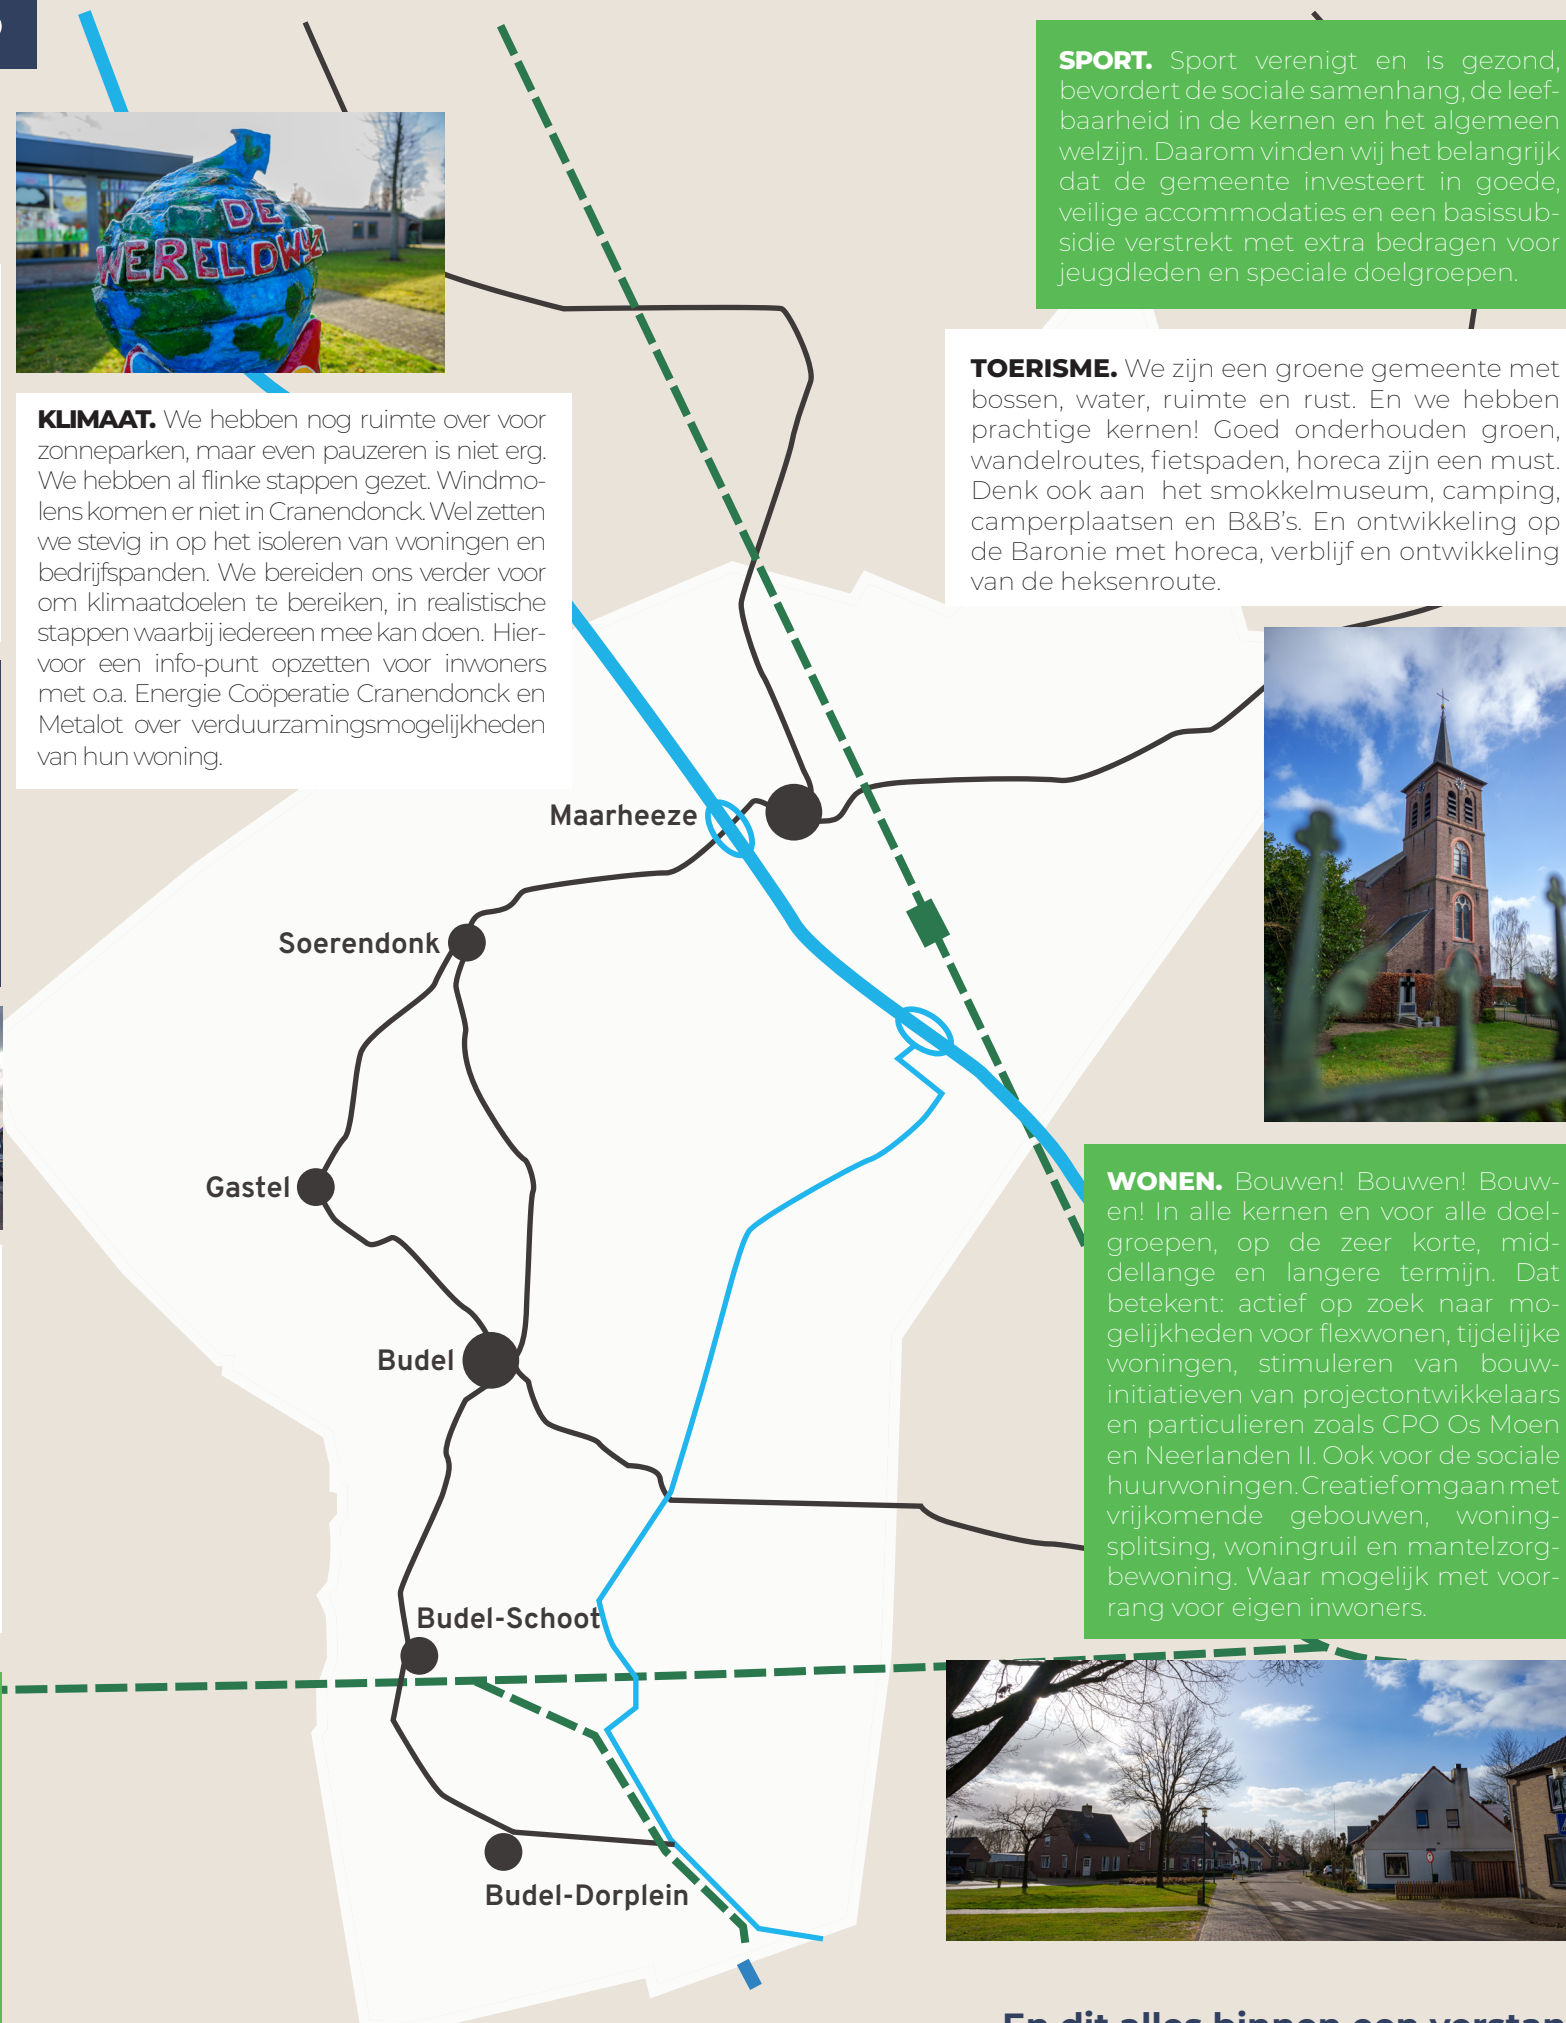 DE
WERELDWIJZ
KLIMAAT. We hebben nog ruimte over voor
zonneparken, maar even pauzeren is niet erg.
We hebben al flinke stappen gezet. Windmo-
lens komen er niet in Cranendonck. Wel zetten
we stevig in op het isoleren van woningen en
bedrijfspanden. We bereiden ons verder voor
om klimaatdoelen te bereiken, in realistische
stappen waarbij iedereen mee kan doen. Hier-
voor een info-punt opzetten voor inwoners
met o.a. Energie Coöperatie Cranendonck en
Metalot over verduurzamingsmogelijkheden
van hun woning.
SPORT. Sport verenigt en is gezond,
bevordert de sociale samenhang, de leef-
baarheid in de kernen en het algemeen
welzijn. Daarom vinden wij het belangrijk
dat de gemeente investeert in goede,
veilige accommodaties en een basissub-
sidie verstrekt met extra bedragen voor
jeugdleden en speciale doelgroepen.
TOERISME. We zijn een groene gemeente met
bossen, water, ruimte en rust. En we hebben
prachtige kernen! Goed onderhouden groen,
wandelroutes, fietspaden, horeca zijn een must.
Denk ook aan het smokkelmuseum, camping,
camperplaatsen en B&B's. En ontwikkeling op
de Baronie met horeca, verblijf en ontwikkeling
van de heksenroute.
Maarheeze
Soerendonk
Gastel
Budel
Budel-Schoot
Budel-Dorplein
WONEN. Bouwen! Bouwen! Bouw-
en! In alle kernen en voor alle doel-
groepen, op de zeer korte, mid-
dellange en langere termijn. Dat
betekent: actief op zoek naar mo-
gelijkheden voor flexwonen, tijdelijke
woningen, stimuleren van bouw-
initiatieven van projectontwikkelaars
en particulieren zoals CPO Os Moen
en Neerlanden II. Ook voor de sociale
huurwoningen. Creatief omgaan met
vrijkomende gebouwen, woning-
splitsing, woningruil en mantelzorg-
bewoning. Waar mogelijk met voor-
rang voor eigen inwoners.
En dit alles binnen een verstan